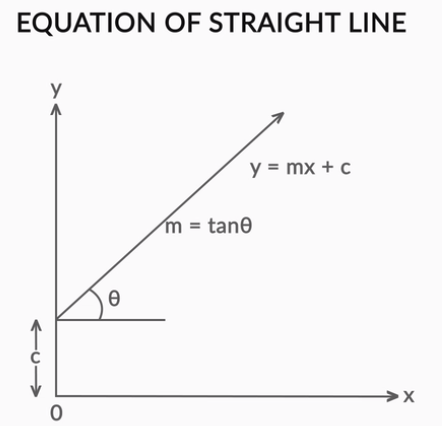 EQUATION OF STRAIGHT LINE
y
y = mx + c
m = tanθ
θ
c
x
0